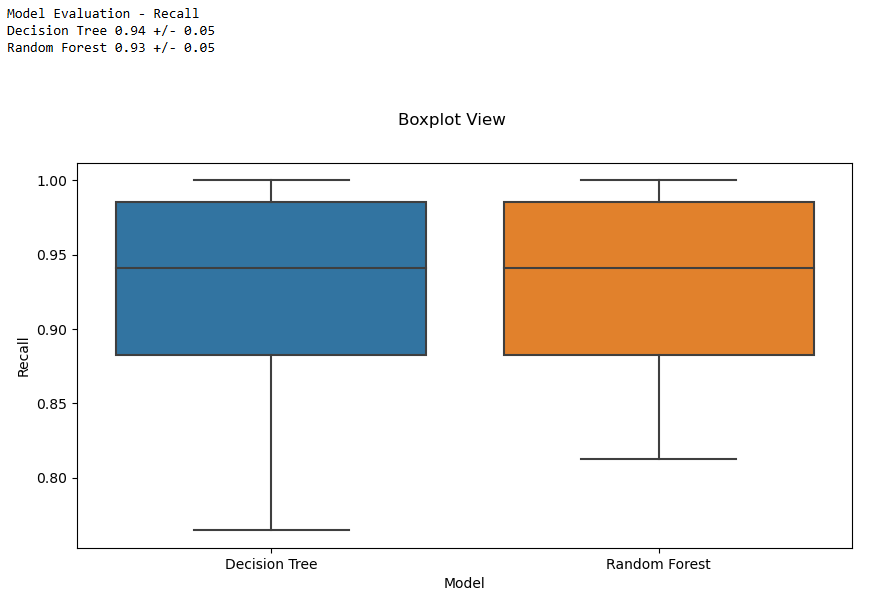 Model Evaluation - Recall
Decision Tree 0.94 +/- 0.05
Random Forest 0.93 +/- 0.05
Boxplot View
1.00
0.95
0.90
0.85
0.80
Recall
Decision Tree
Random Forest
Model